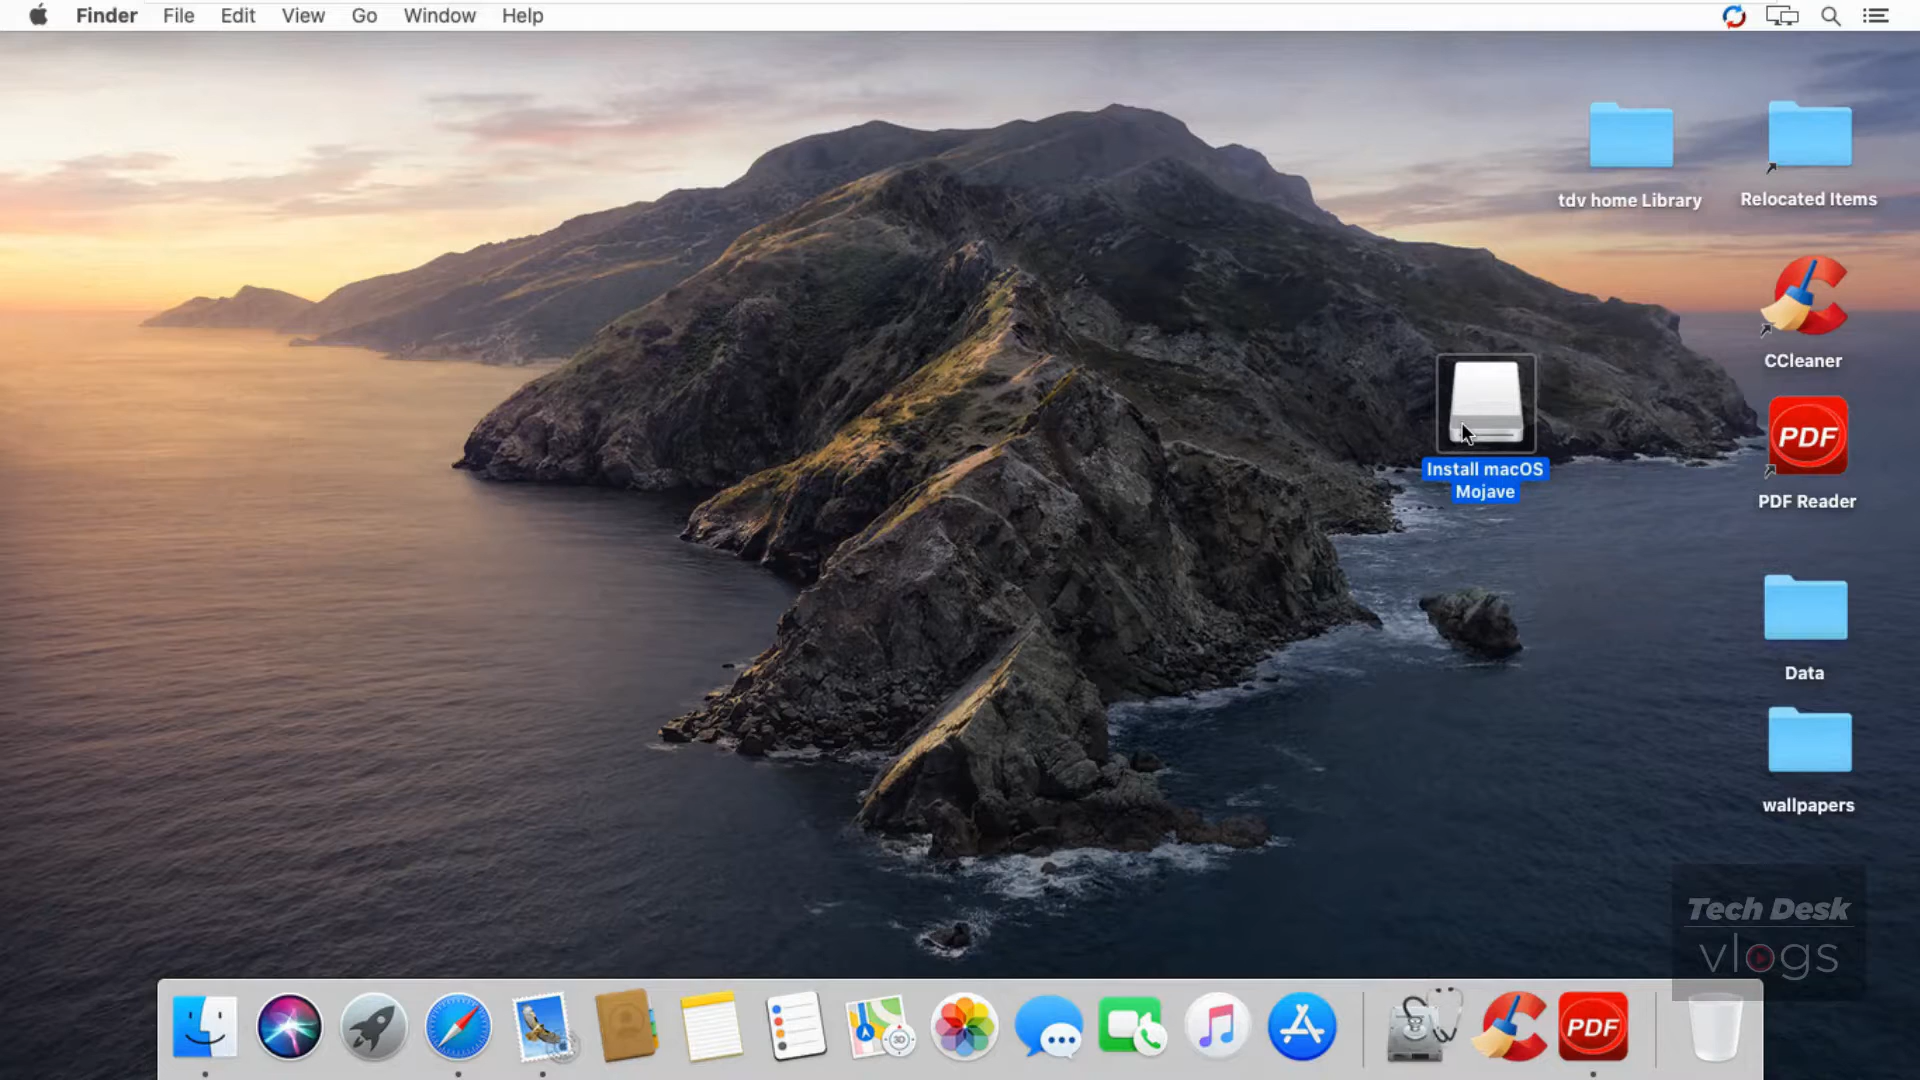 Finder File Edit View Go Window Help
tdv home Library
Relocated Items
CCleaner
Install macOS
Mojave
PDF
PDF Reader
Data
wallpapers
Tech Desk
vlogs
3D
PDF